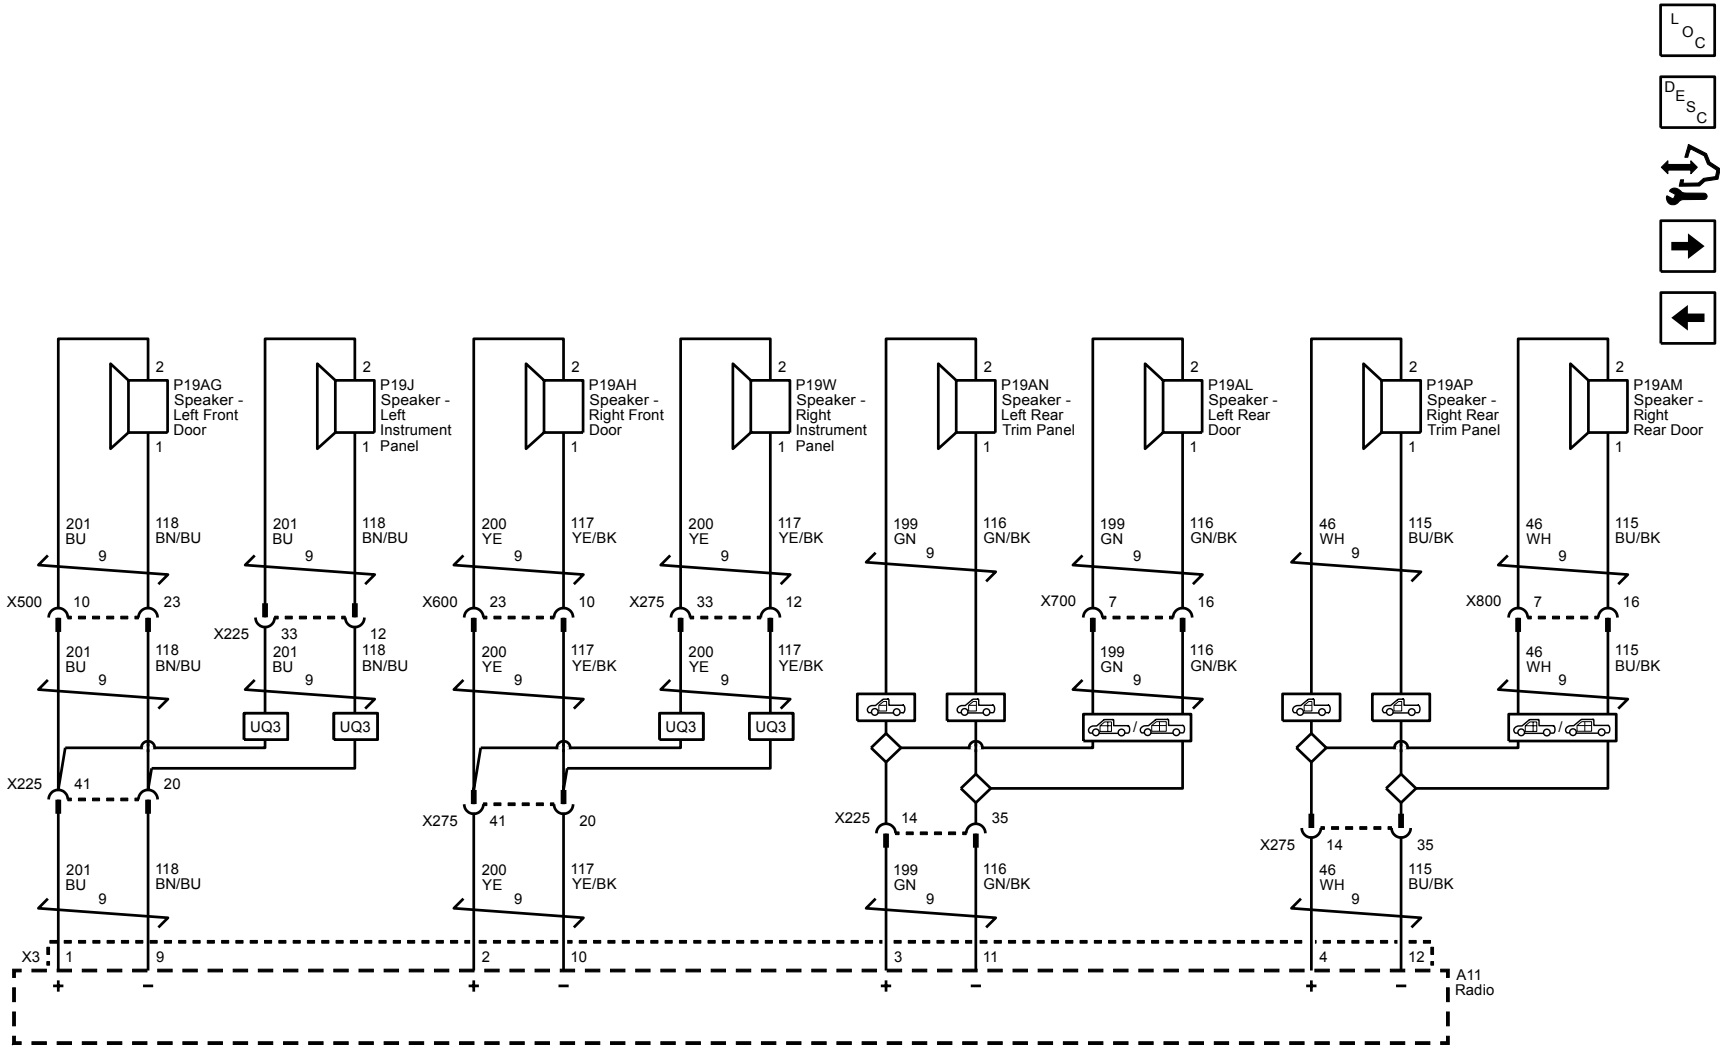 L O C
D E S C
2 P19AG
Speaker -
Left Front
Door
1
2 P19J
Speaker -
Left
Instrument
Panel
1
2 P19AH
Speaker -
Right Front
Door
1
2 P19W
Speaker -
Right
Instrument
Panel
1
2 P19AN
Speaker -
Left Rear
Trim Panel
1
2 P19AL
Speaker -
Left Rear
Door
1
2 P19AP
Speaker -
Right Rear
Trim Panel
1
2 P19AM
Speaker -
Right
Rear Door
1
201 118 201 118 200 117 200 117 199 116 199 116 46 115 46 115
BU BN/BU BU BN/BU YE YE/BK YE YE/BK GN GN/BK GN GN/BK WH BU/BK WH BU/BK
9 9 9 9 9 9 9 9
X500 10 23 X600 23 10 X275 33 12 X700 7 16 X800 7 16
X225 33 12
201 118 201 118 200 117 200 117 199 116 46 115
BU BN/BU BU BN/BU YE YE/BK YE YE/BK GN GN/BK WH BU/BK
9 9 9 9 9 9
UQ3 UQ3 UQ3 UQ3 / /
X225 41 20
X275 41 20
X225 14 35
X275 14 35
201 118 200 117 199 116 46 115
BU BN/BU YE YE/BK GN GN/BK WH BU/BK
9 9 9 9
X3 1 9 2 10 3 11 4 12
+ − + − + − + −
A11
Radio